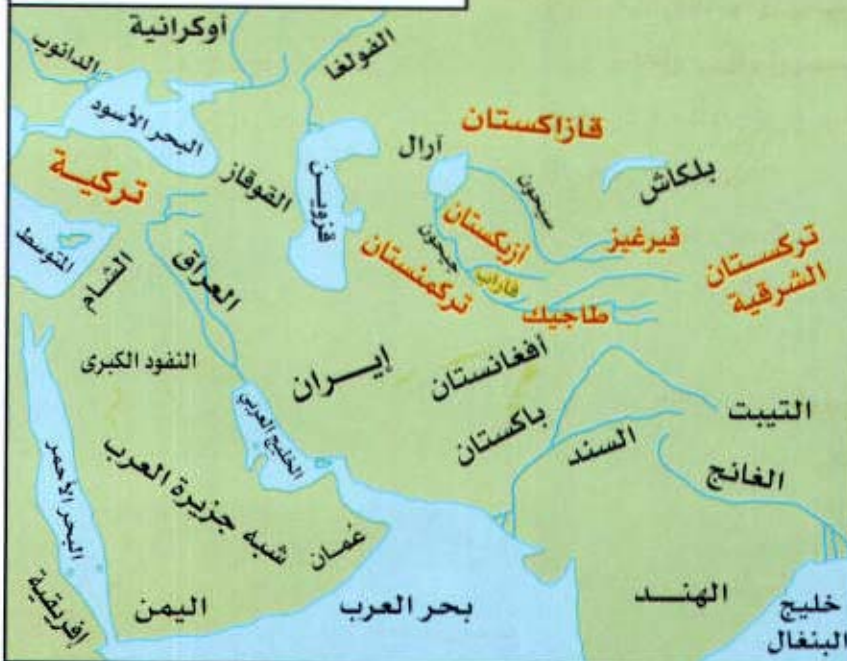 أوكرانية
الفولغا
الدانوب
البحر الأسود
قازاكستان
آرال
بلكاش
سيحون
القوقاز
قزوين
تركية
أزبكستان
قيرغيز
تركستان
الشرقية
جيحون
المتوسط
الشام
العراق
تركمنستان
فاراب
طاجيك
النفود الكبرى
إيران
أفغانستان
التيبت
باكستان
السند
الغانج
الخليج العربي
البحر الأحمر
شبه جزيرة العرب
عُمان
إفريقية
اليمن
بحر العرب
الهند
خليج
البنغال